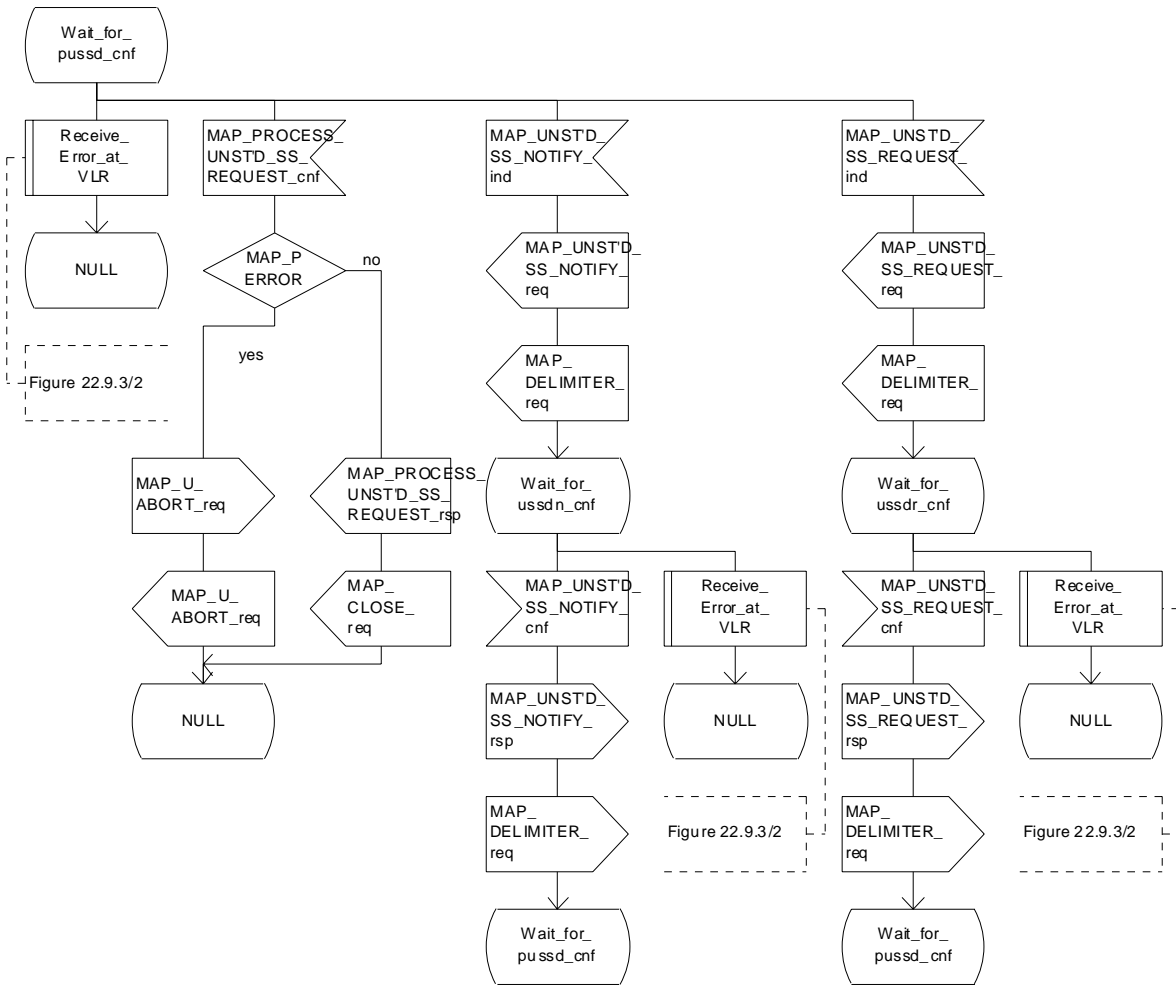 Wait_for_
pussd_cnf
Receive_
Error_at_
VLR
MAP_PROCESS_
UNST'D_SS_
REQUEST_cnf
MAP_UNST'D_
SS_NOTIFY_
ind
MAP_UNST'D_
SS_REQUEST_
ind
NULL
MAP_P
ERROR
no
yes
MAP_UNST'D_
SS_NOTIFY_
req
MAP_UNST'D_
SS_REQUEST_
req
Figure 22.9.3/2
MAP_
DELIMITER_
req
MAP_
DELIMITER_
req
MAP_U_
ABORT_req
MAP_PROCESS_
UNST'D_SS_
REQUEST_rsp
Wait_for_
ussdn_cnf
Wait_for_
ussdr_cnf
MAP_U_
ABORT_req
MAP_
CLOSE_
req
MAP_UNST'D_
SS_NOTIFY_
cnf
Receive_
Error_at_
VLR
MAP_UNST'D_
SS_REQUEST_
cnf
Receive_
Error_at_
VLR
NULL
MAP_UNST'D_
SS_NOTIFY_
rsp
NULL
MAP_UNST'D_
SS_REQUEST_
rsp
NULL
MAP_
DELIMITER_
req
Figure 22.9.3/2
MAP_
DELIMITER_
req
Figure 22.9.3/2
Wait_for_
pussd_cnf
Wait_for_
pussd_cnf